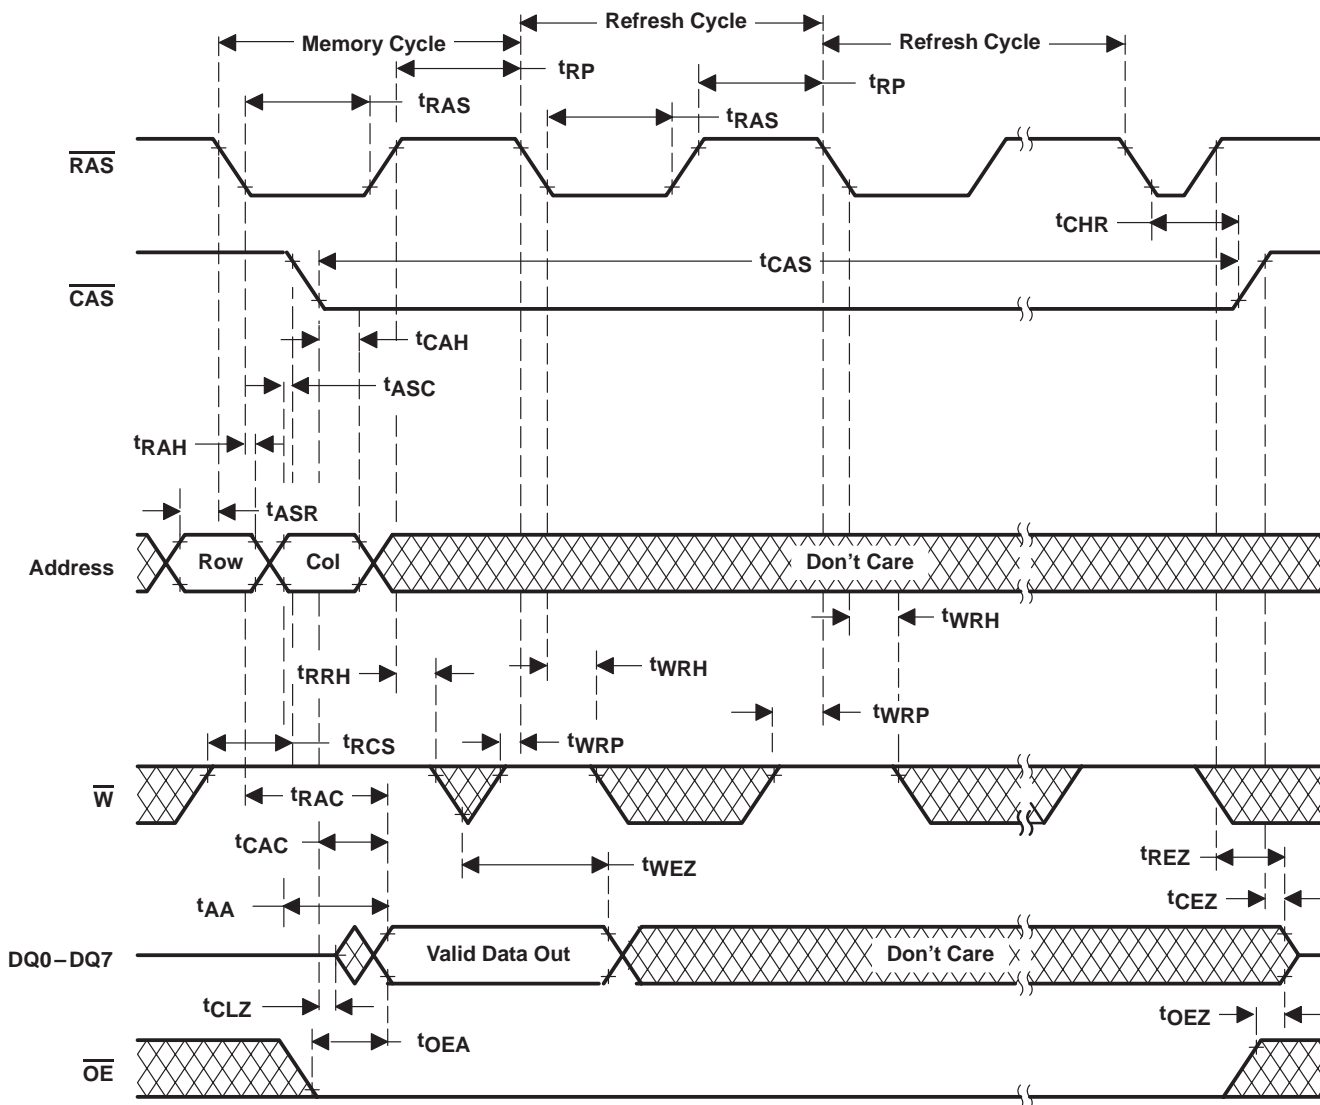 Refresh Cycle
Memory Cycle
Refresh Cycle
tRP
tRP
tRAS
tRAS
RAS
tCHR
tCAS
CAS
tCAH
tASC
tRAH
tASR
Address
Row
Col
Don't Care
tWRH
tRRH
tWRH
tWRP
tRCS
tWRP
W
tRAC
tCAC
tWEZ
tREZ
tAA
tCEZ
DQ0–DQ7
Valid Data Out
Don't Care
tCLZ
tOEZ
tOEA
OE